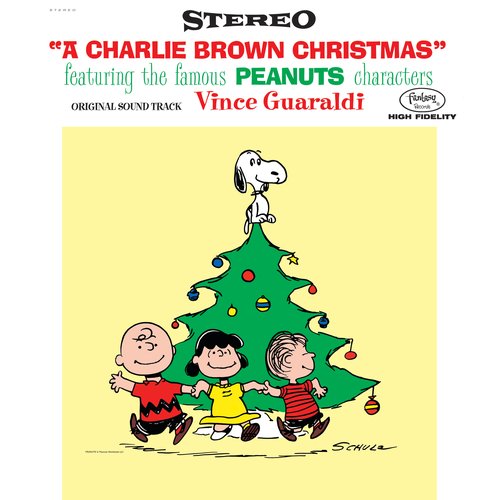 STEREO
STEREO
"A CHARLIE BROWN CHRISTMAS"
featuring the famous PEANUTS characters
ORIGINAL SOUND TRACK Vince Guaraldi
Fantasy
Records
HIGH FIDELITY
SCHULZ